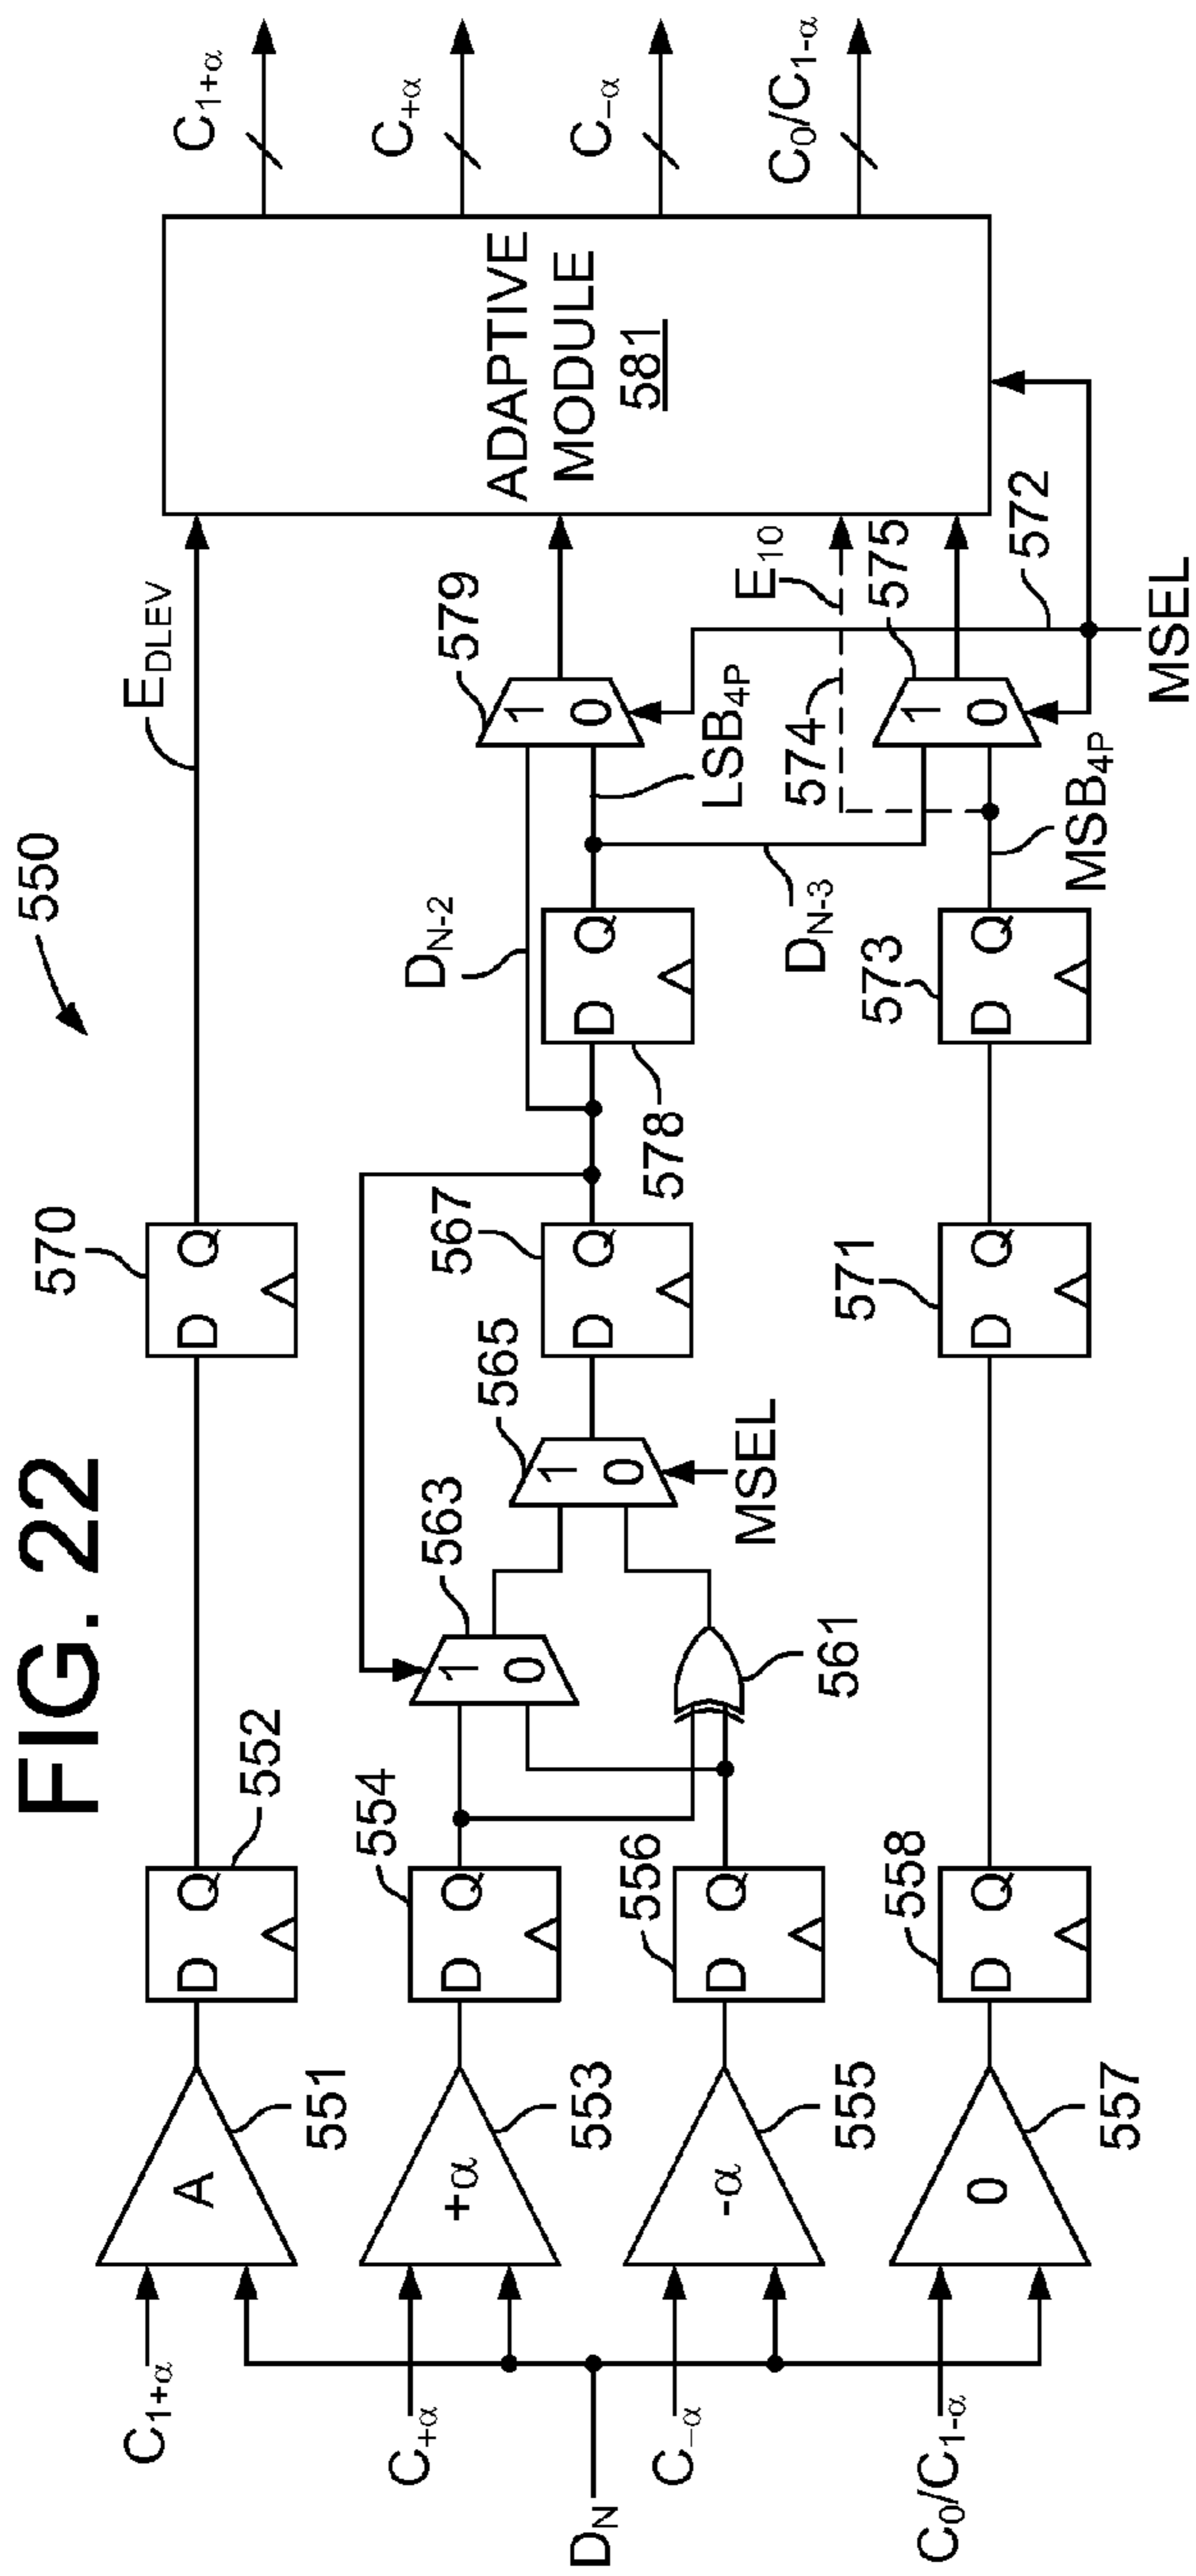 FIG. 22
550
C1+α
C+α
C−α
C0/C1-α
DN
A
551
+α
553
-α
555
0
557
D Q
552
D Q
554
D Q
556
D Q
558
1
0
563
561
1
0
565
MSEL
D Q
570
D Q
567
D Q
571
EDLEV
DN-2
D Q
578
DN-3
D Q
573
1
0
579
LSB4P
574
E10
1
0
575
MSB4P
572
MSEL
ADAPTIVE
MODULE
581
C1+α
C+α
C−α
C0/C1-α